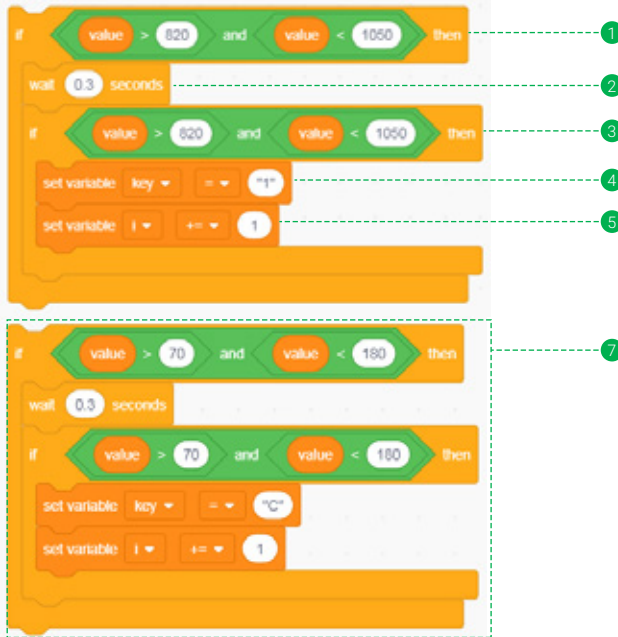 if value > 820 and value < 1050 then 1
wait 0.3 seconds 2
if value > 820 and value < 1050 then 3
set variable key = "1" 4
set variable i += 1 5
if value > 70 and value < 180 then 7
wait 0.3 seconds
if value > 70 and value < 180 then
set variable key = "C"
set variable i += 1